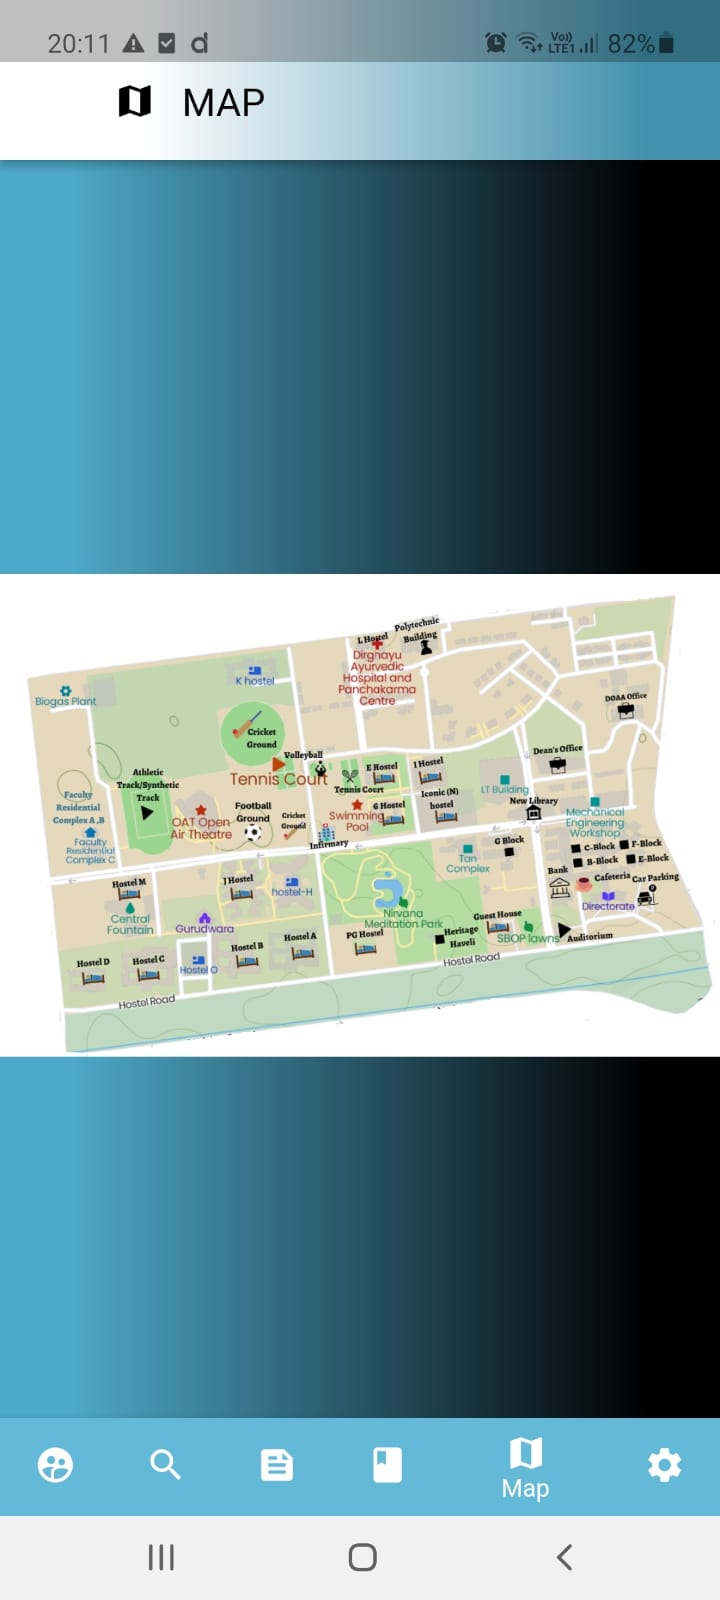 20:11
Vo)) LTE1 82%
MAP
Polytechnic
Building
L Hostel
Dirghayu
Ayurvedic
Hospital and
Panchakarma
Centre
K hostel
Biogas Plant
DOAA Office
Cricket
Ground
Volleyball
Tennis Court
Dean's Office
E Hostel
I Hostel
Tennis Court
Athletic
Track/Synthetic
Track
LT Building
Iconic (N)
hostel
New Library
Faculty
Residential
Complex A ,B
Football
Ground
G Hostel
Swimming
Pool
Cricket
Ground
OAT Open
Air Theatre
Mechanical
Engineering
Workshop
Infirmary
G Block
Faculty
Residential
Complex C
C-Block
F-Block
B-Block
E-Block
Tan
Complex
Bank
Cafeteria
Car Parking
Hostel M
J Hostel
hostel-H
Directorate
Central
Fountain
Gurudwara
Nirvana
Meditation Park
Guest House
Heritage
Haveli
SBOP lawns
Auditorium
PG Hostel
Hostel A
Hostel B
Hostel C
Hostel D
Hostel O
Hostel Road
Hostel Road
Map